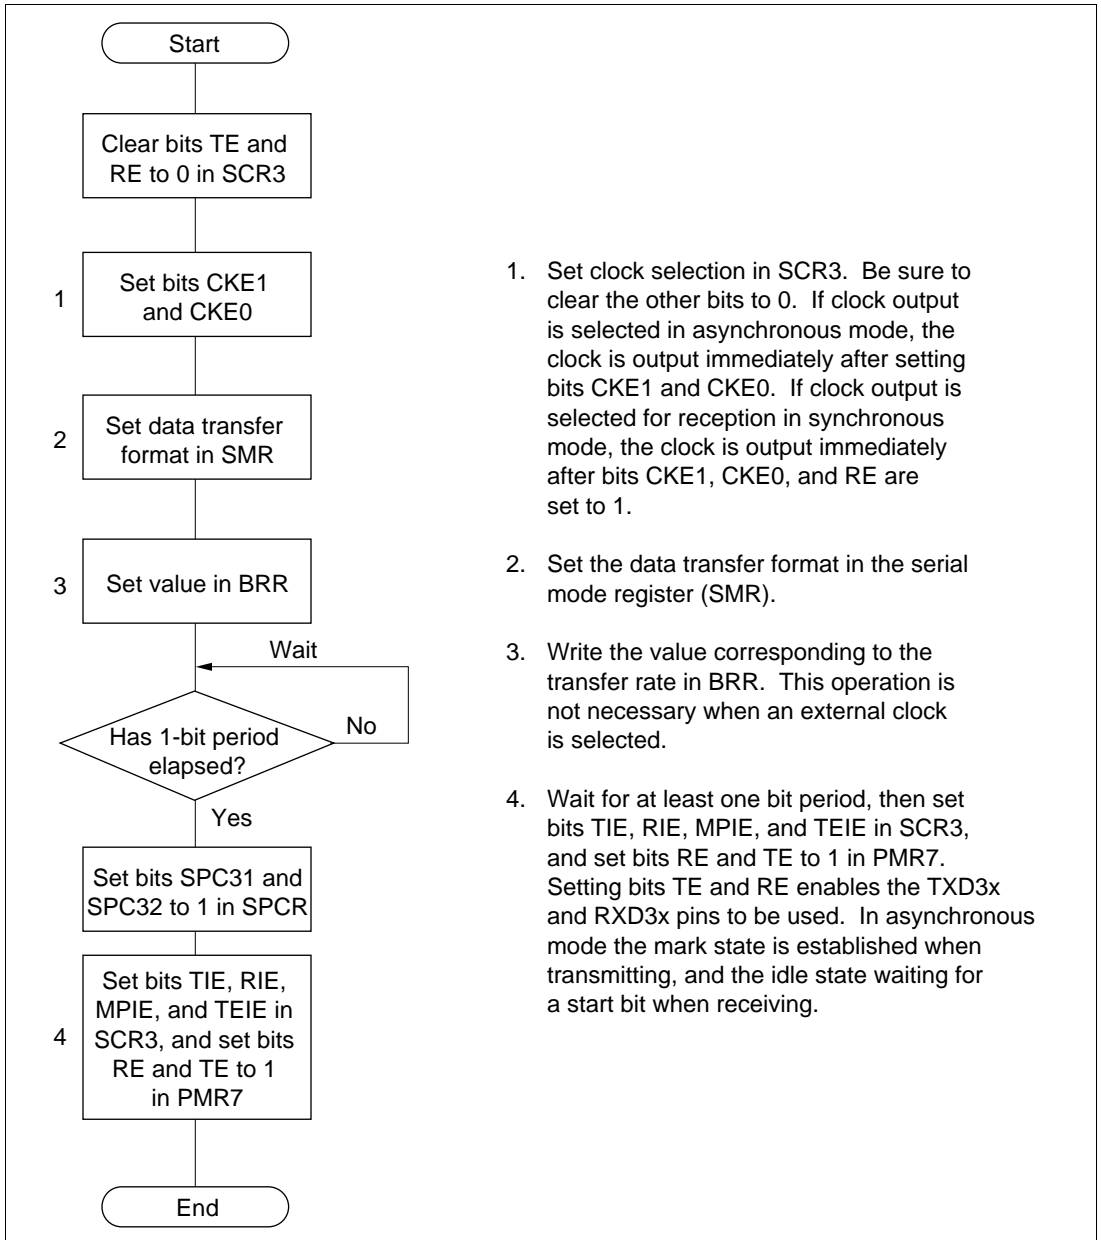 Start
Clear bits TE and
RE to 0 in SCR3
1
Set bits CKE1
and CKE0
2
Set data transfer
format in SMR
3
Set value in BRR
Wait
Has 1-bit period
elapsed?
No
Yes
Set bits SPC31 and
SPC32 to 1 in SPCR
4
Set bits TIE, RIE,
MPIE, and TEIE in
SCR3, and set bits
RE and TE to 1
in PMR7
End
1. Set clock selection in SCR3. Be sure to
clear the other bits to 0. If clock output
is selected in asynchronous mode, the
clock is output immediately after setting
bits CKE1 and CKE0. If clock output is
selected for reception in synchronous
mode, the clock is output immediately
after bits CKE1, CKE0, and RE are
set to 1.
2. Set the data transfer format in the serial
mode register (SMR).
3. Write the value corresponding to the
transfer rate in BRR. This operation is
not necessary when an external clock
is selected.
4. Wait for at least one bit period, then set
bits TIE, RIE, MPIE, and TEIE in SCR3,
and set bits RE and TE to 1 in PMR7.
Setting bits TE and RE enables the TXD3x
and RXD3x pins to be used. In asynchronous
mode the mark state is established when
transmitting, and the idle state waiting for
a start bit when receiving.